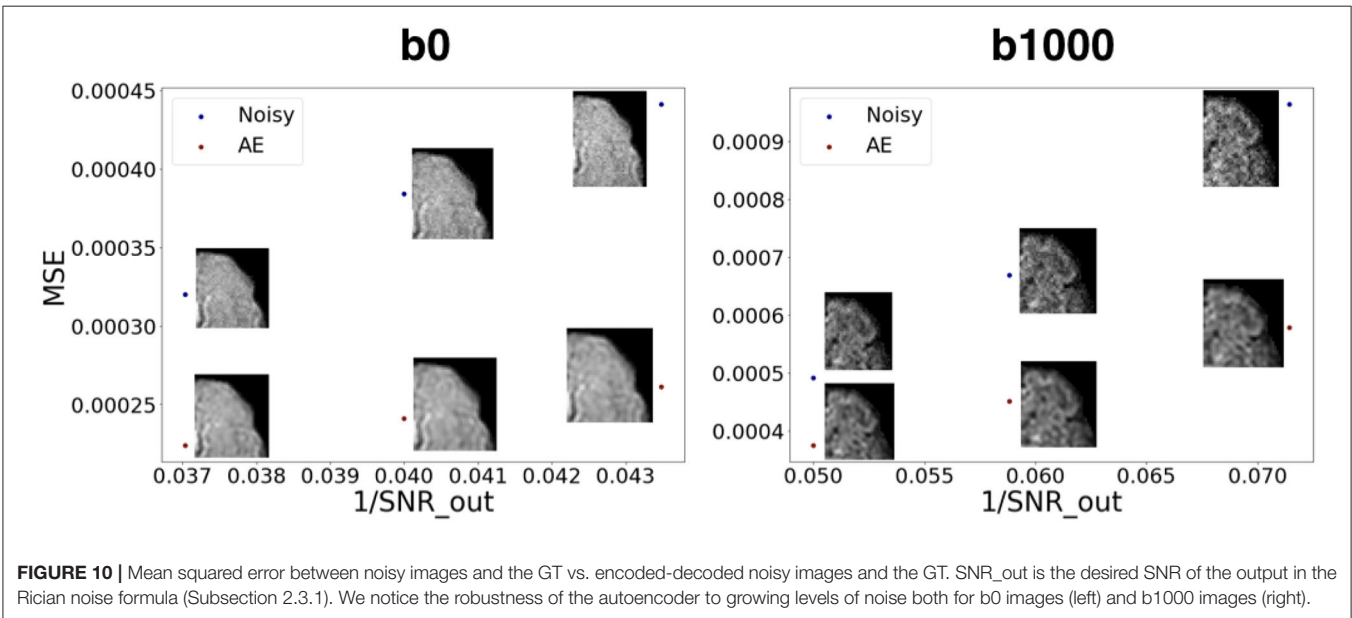 b0
b1000
0.00045
0.00040
0.00035
0.00030
0.00025
MSE
Noisy
AE
0.037 0.038 0.039 0.040 0.041 0.042 0.043
1/SNR_out
0.0009
0.0008
0.0007
0.0006
0.0005
0.0004
Noisy
AE
0.050 0.055 0.060 0.065 0.070
1/SNR_out
FIGURE 10 | Mean squared error between noisy images and the GT vs. encoded-decoded noisy images and the GT. SNR_out is the desired SNR of the output in the
Rician noise formula (Subsection 2.3.1). We notice the robustness of the autoencoder to growing levels of noise both for b0 images (left) and b1000 images (right).